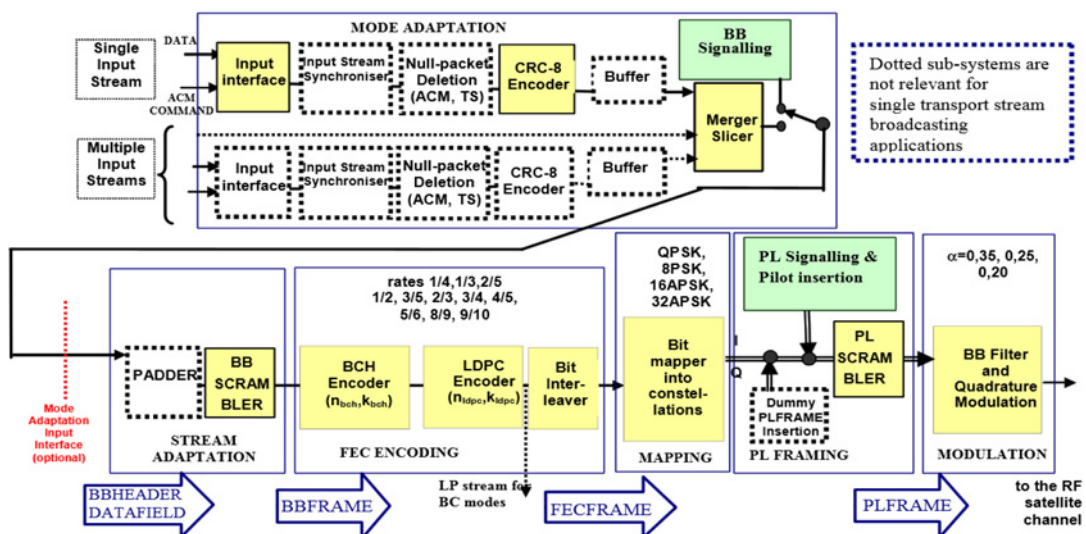 MODE ADAPTATION
Single
Input
Stream
DATA
ACM
COMMAND
Input
interface
Input Stream
Synchroniser
Null-packet
Deletion
(ACM, TS)
CRC-8
Encoder
Buffer
BB
Signalling
Merger
Slicer
Dotted sub-systems are
not relevant for
single transport stream
broadcasting
applications
Multiple
Input
Streams
Input
interface
Input Stream
Synchroniser
Null-packet
Deletion
(ACM, TS)
CRC-8
Encoder
Buffer
Mode
Adaptation
Input
Interface
(optional)
PADDER
BB
SCRAM
BLER
STREAM
ADAPTATION
rates 1/4,1/3,2/5
1/2, 3/5, 2/3, 3/4, 4/5,
5/6, 8/9, 9/10
BCH
Encoder
(nbch,kbch)
LDPC
Encoder
(nldpc,kldpc)
Bit
Inter-
leaver
FEC ENCODING
LP stream for
BC modes
QPSK,
8PSK,
16APSK,
32APSK
Bit
mapper
into
constel-
lations
MAPPING
PL Signalling &
Pilot insertion
I
Q
Dummy
PLFRAME
Insertion
PL
SCRAM
BLER
PL FRAMING
α=0,35, 0,25,
0,20
BB Filter
and
Quadrature
Modulation
MODULATION
BBHEADER
DATAFIELD
BBFRAME
FECFRAME
PLFRAME
to the RF
satellite
channel